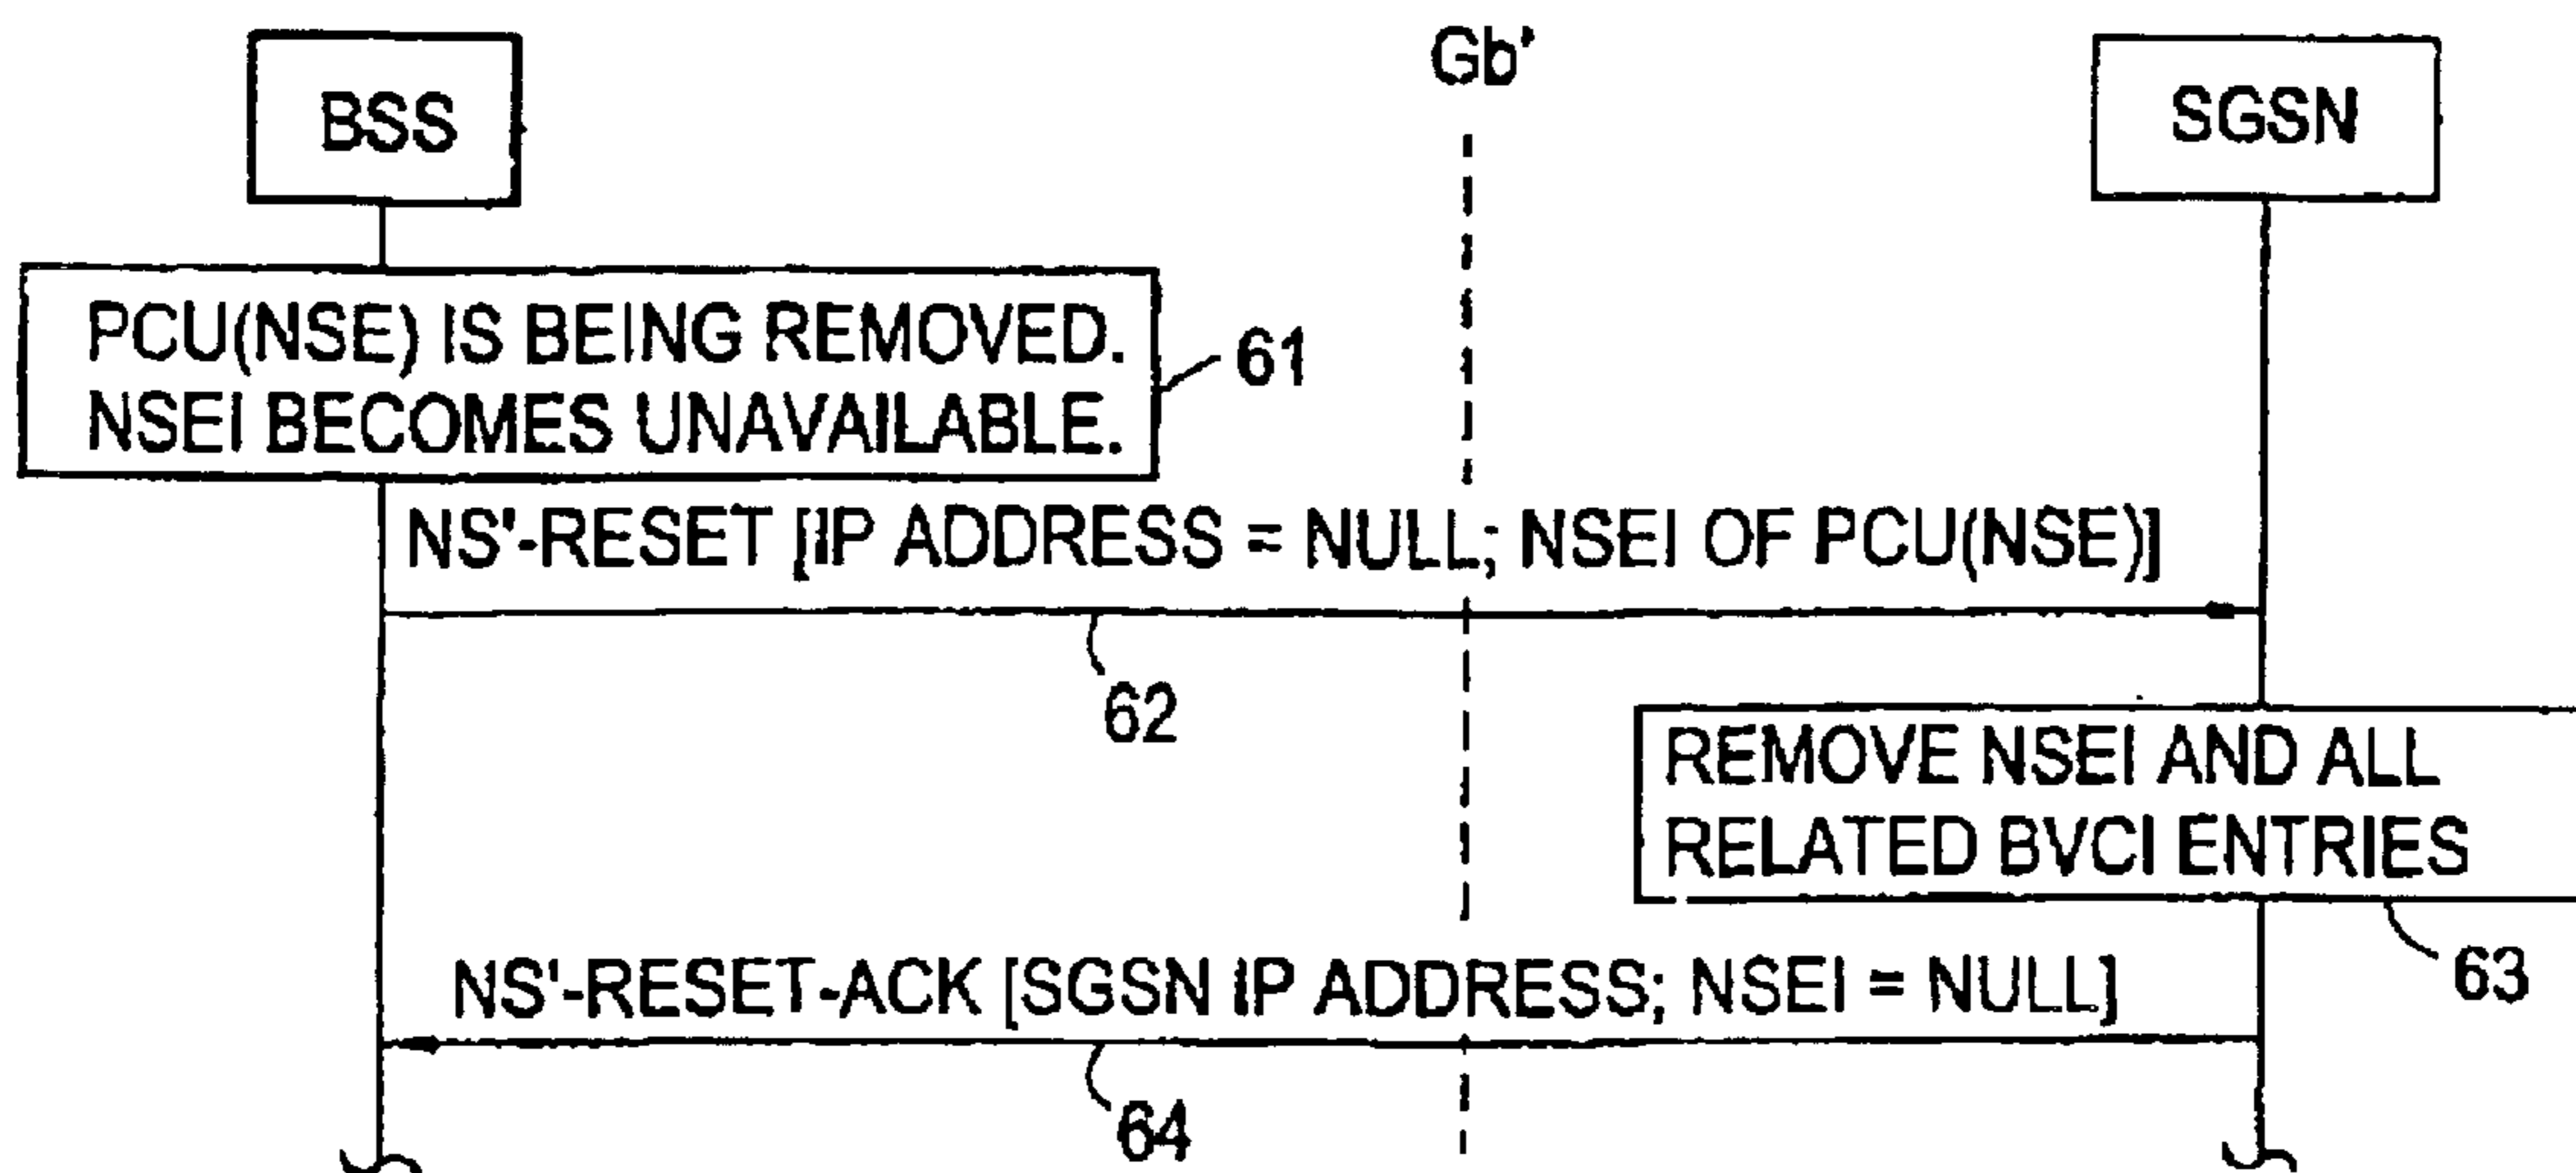 BSS
Gb'
SGSN
PCU(NSE) IS BEING REMOVED.
NSEI BECOMES UNAVAILABLE.
61
NS'-RESET [IP ADDRESS = NULL; NSEI OF PCU(NSE)]
62
REMOVE NSEI AND ALL
RELATED BVCI ENTRIES
63
NS'-RESET-ACK [SGSN IP ADDRESS; NSEI = NULL]
64